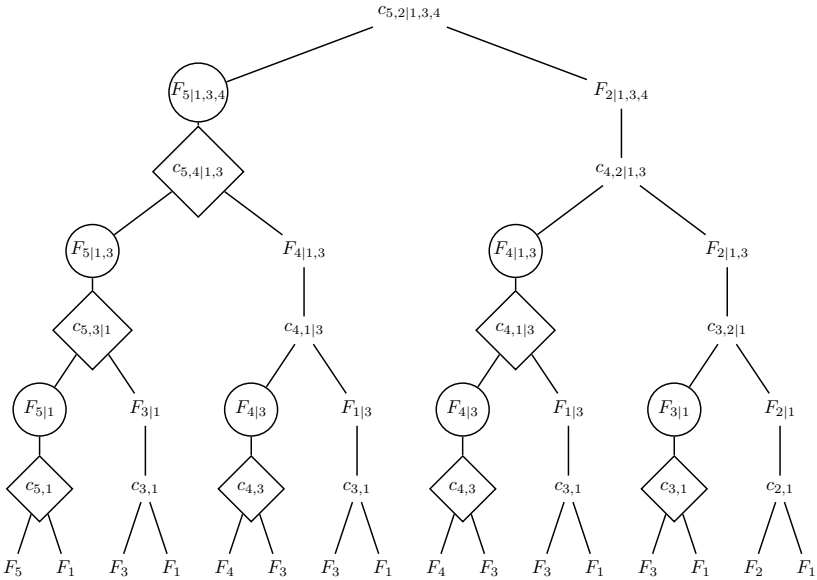 c_{5,2|1,3,4}
F_{5|1,3,4} F_{2|1,3,4}
c_{5,4|1,3} c_{4,2|1,3}
F_{5|1,3} F_{4|1,3} F_{4|1,3} F_{2|1,3}
c_{5,3|1} c_{4,1|3} c_{4,1|3} c_{3,2|1}
F_{5|1} F_{3|1} F_{4|3} F_{1|3} F_{4|3} F_{1|3} F_{3|1} F_{2|1}
c_{5,1} c_{3,1} c_{4,3} c_{3,1} c_{4,3} c_{3,1} c_{3,1} c_{2,1}
F_5 F_1 F_3 F_1 F_4 F_3 F_3 F_1 F_4 F_3 F_3 F_1 F_3 F_1 F_2 F_1